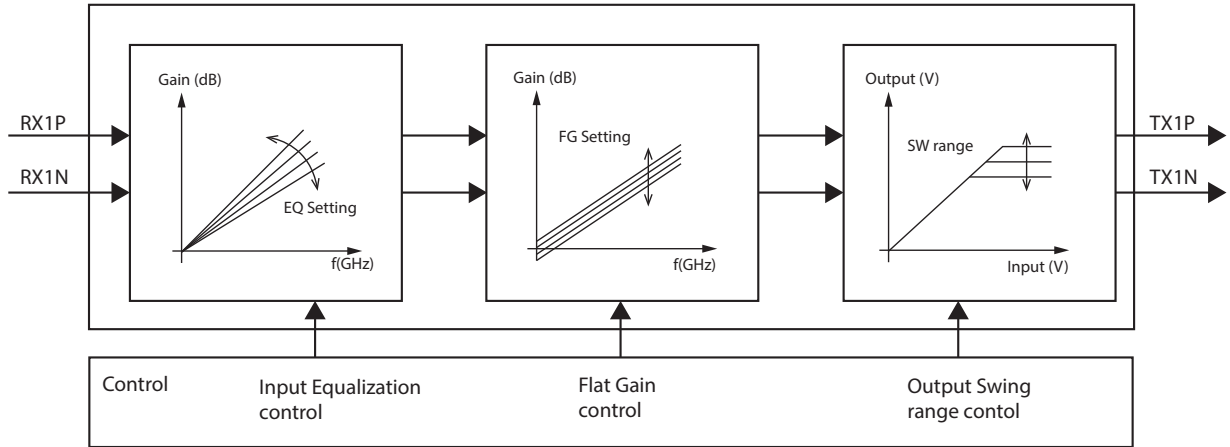 RX1P
RX1N
Gain (dB)
EQ Setting
f(GHz)
Gain (dB)
FG Setting
f(GHz)
Output (V)
SW range
Input (V)
TX1P
TX1N
Control
Input Equalization
control
Flat Gain
control
Output Swing
range contol